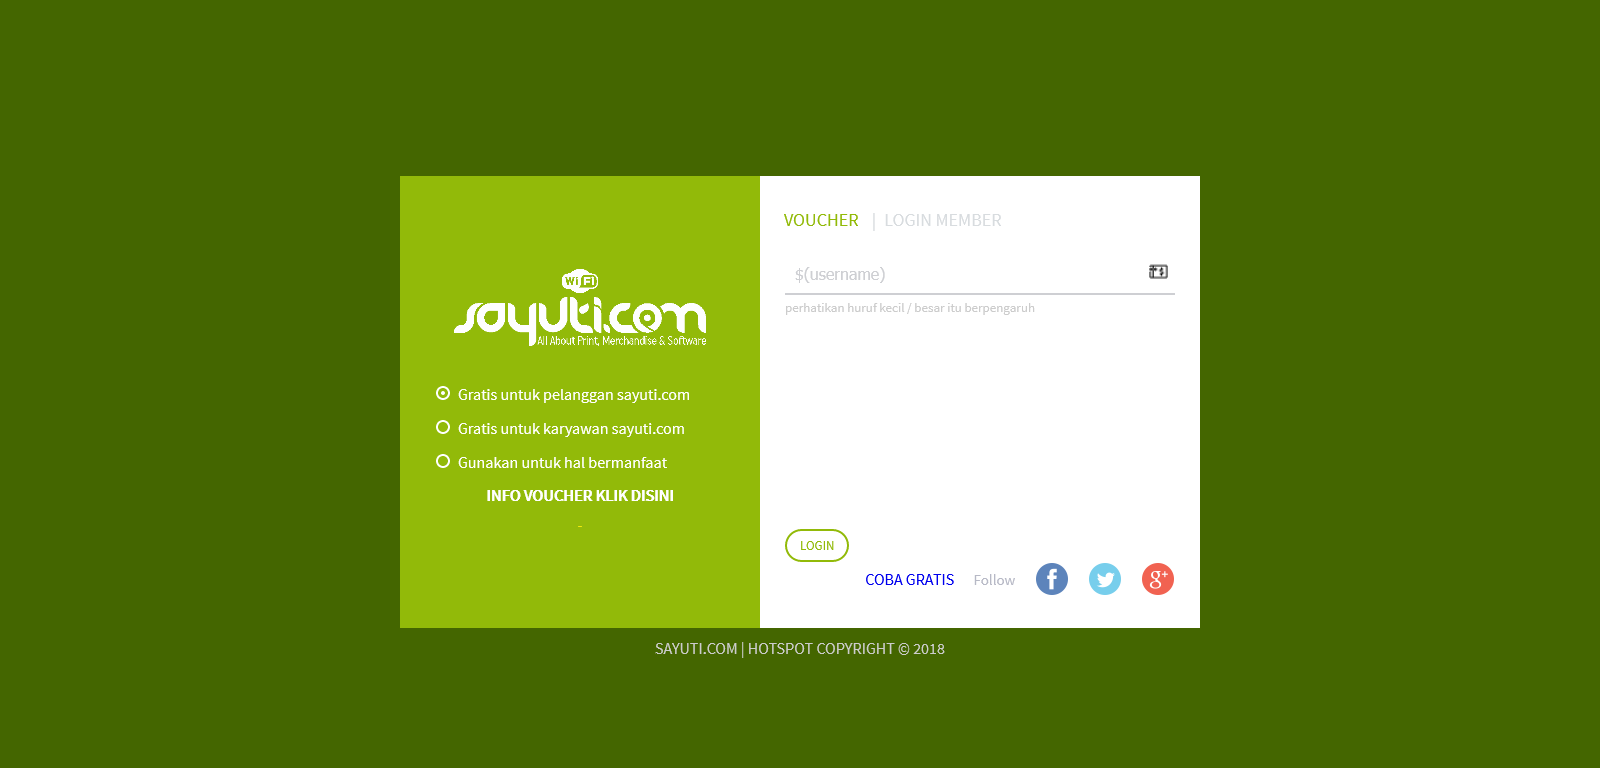 WiFi
sayuti.com
All About Print, Merchandise & Software
Gratis untuk pelanggan sayuti.com
Gratis untuk karyawan sayuti.com
Gunakan untuk hal bermanfaat
INFO VOUCHER KLIK DISINI
-
VOUCHER | LOGIN MEMBER
$(username)
perhatikan huruf kecil / besar itu berpengaruh
LOGIN
COBA GRATIS Follow
SAYUTI.COM | HOTSPOT COPYRIGHT © 2018